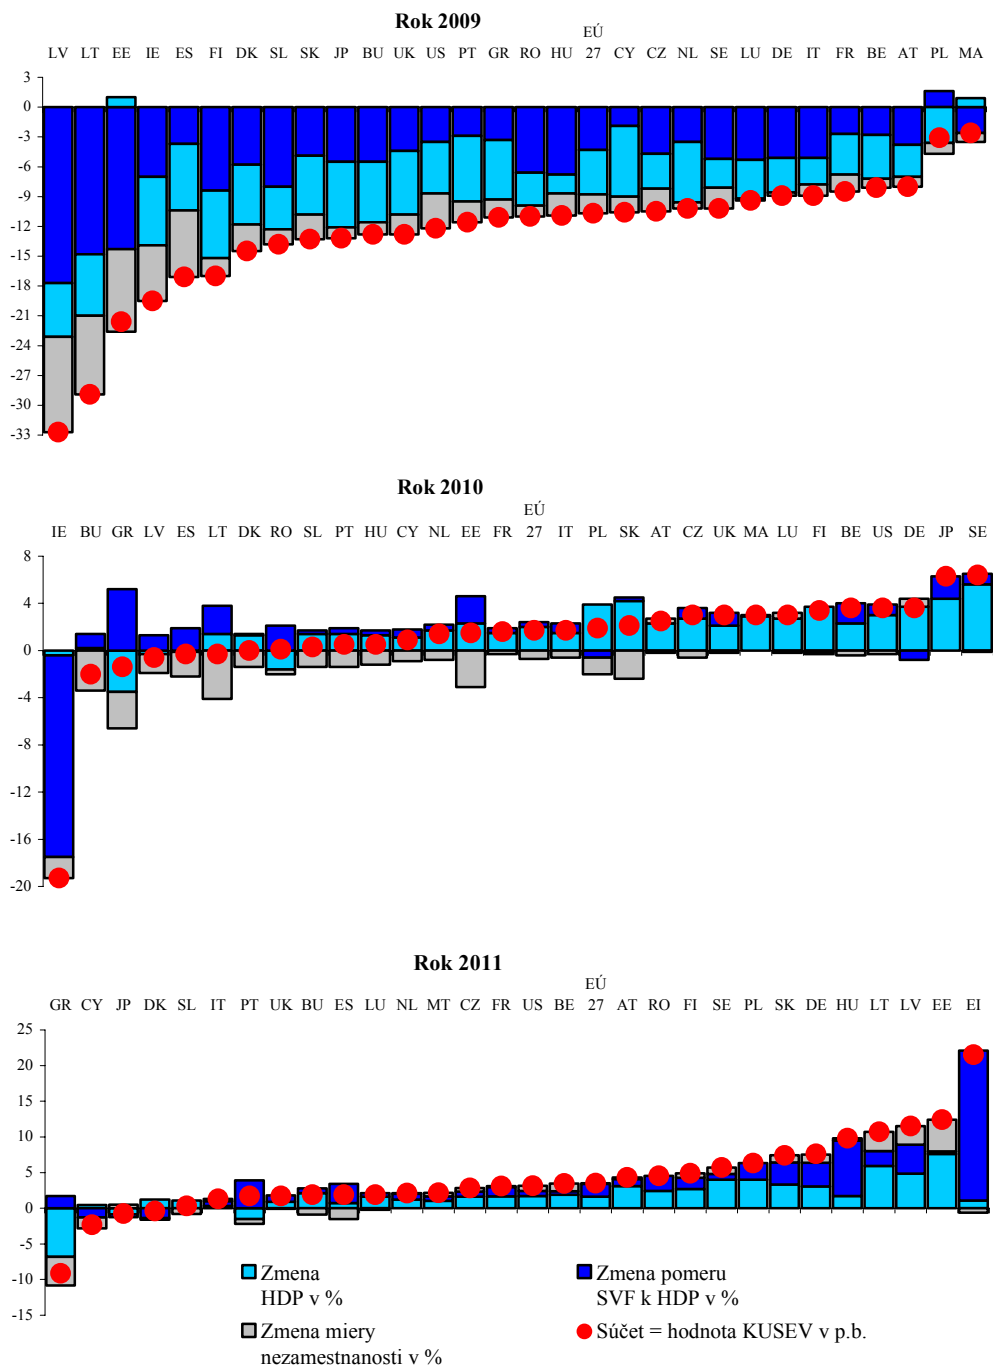 Rok 2009
EÚ
LV LT EE IE ES FI DK SL SK JP BU UK US PT GR RO HU 27 CY CZ NL SE LU DE IT FR BE AT PL MA
3
0
-3
-6
-9
-12
-15
-18
-21
-24
-27
-30
-33
Rok 2010
EÚ
IE BU GR LV ES LT DK RO SL PT HU CY NL EE FR 27 IT PL SK AT CZ UK MA LU FI BE US DE JP SE
8
4
0
-4
-8
-12
-16
-20
Rok 2011
EÚ
GR CY JP DK SL IT PT UK BU ES LU NL MT CZ FR US BE 27 AT RO FI SE PL SK DE HU LT LV EE EI
25
20
15
10
5
0
-5
-10
-15
Zmena
HDP v %
Zmena pomeru
SVF k HDP v %
Zmena miery
nezamestnanosti v %
Súčet = hodnota KUSEV v p.b.